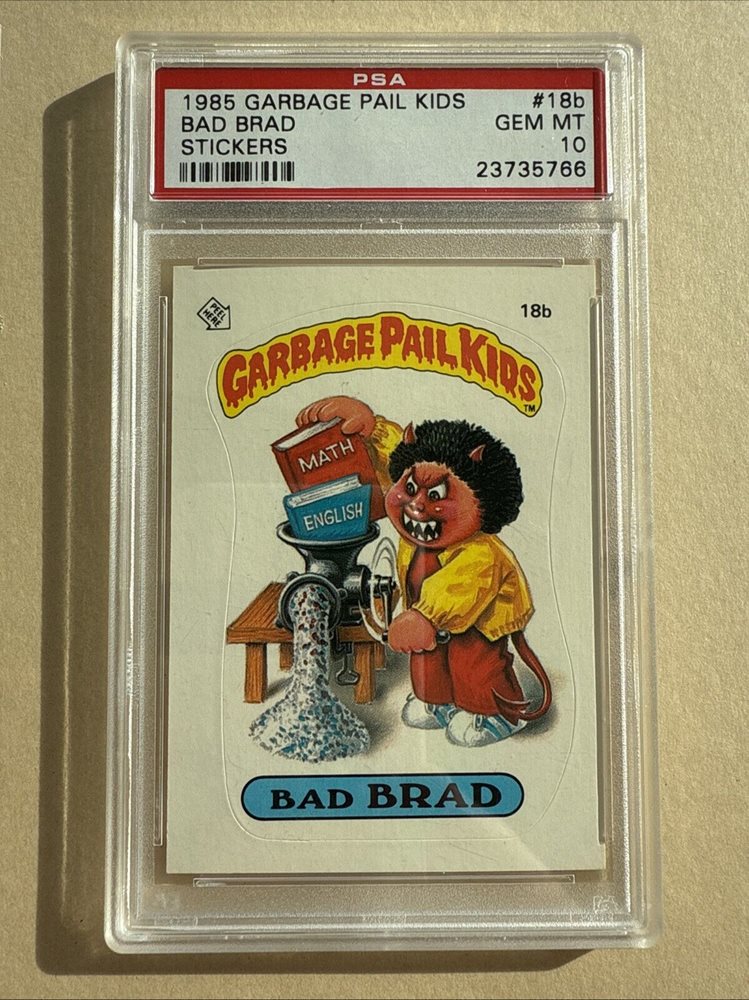 PSA
1985 GARBAGE PAIL KIDS #18b
BAD BRAD GEM MT
STICKERS 10
23735766
PEEL HERE
18b
GARBAGE PAIL KIDS
TM
MATH
ENGLISH
BAD BRAD